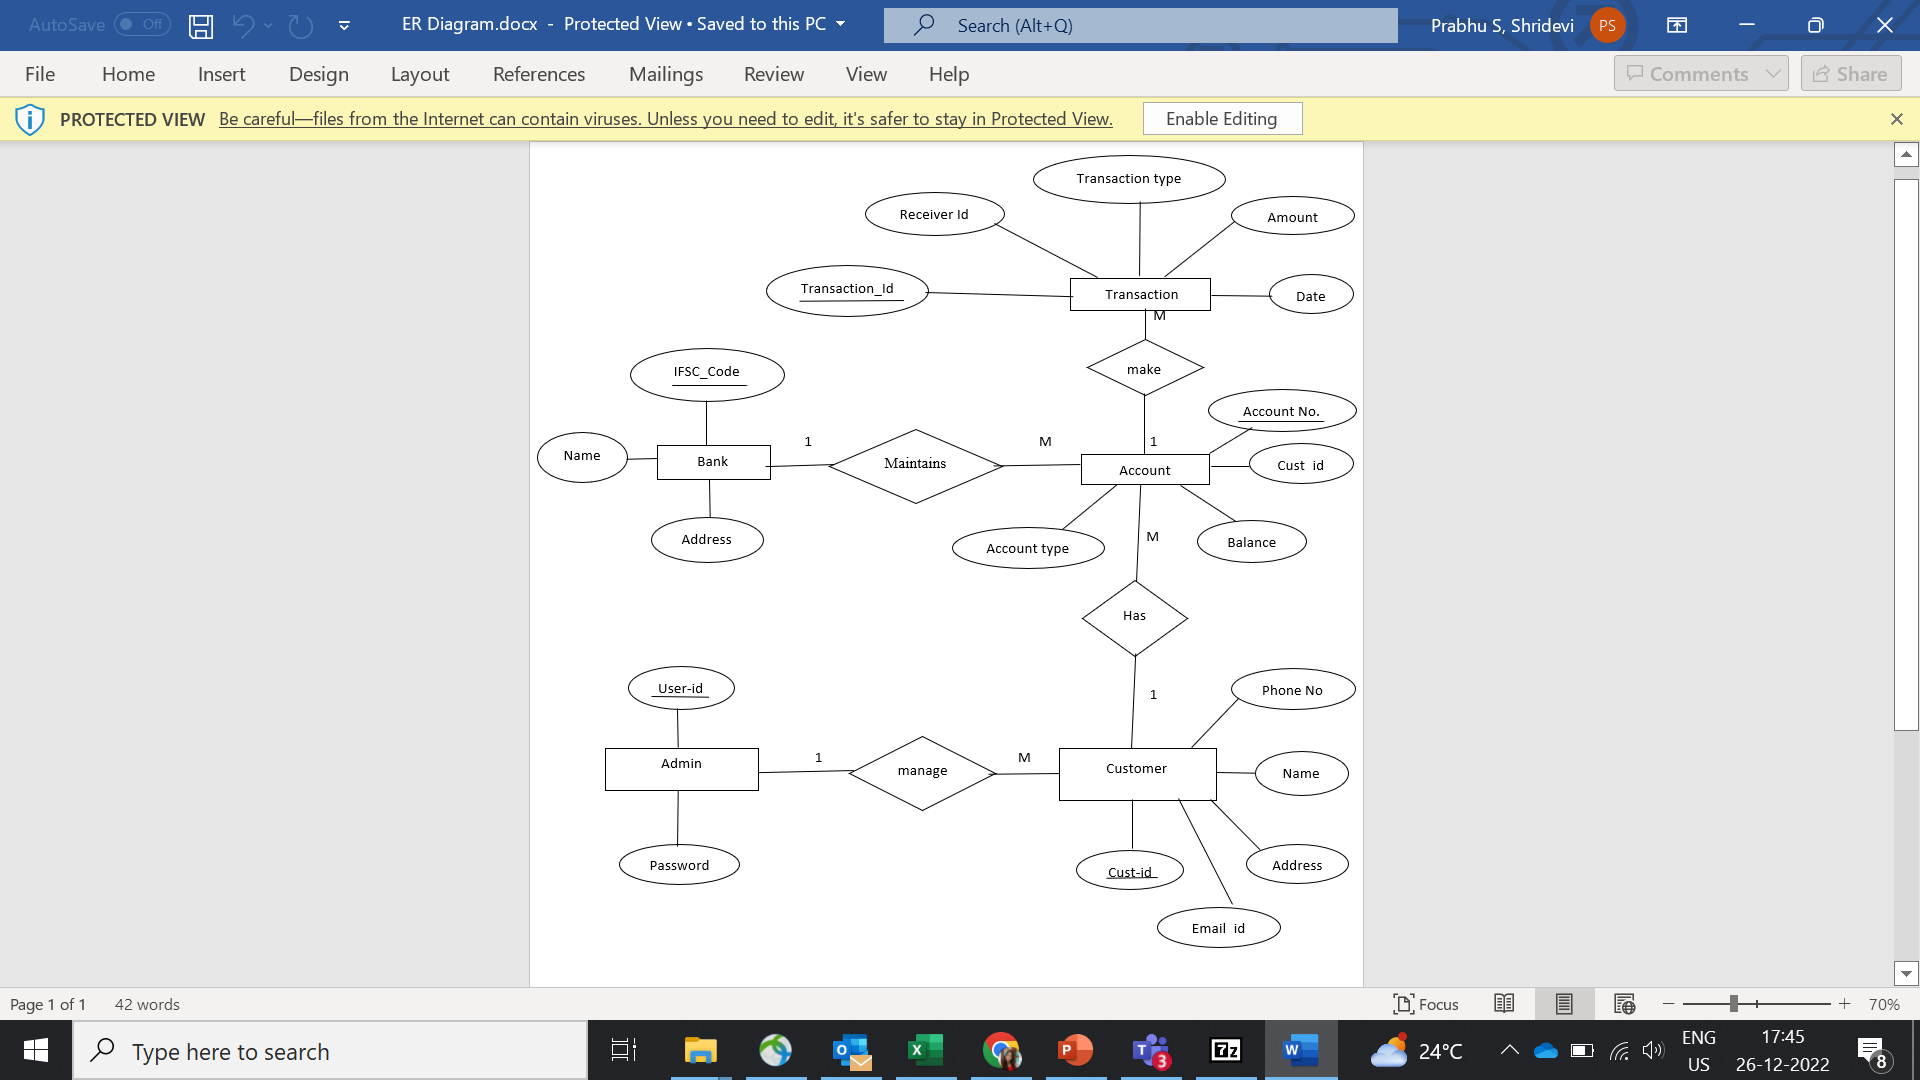 AutoSave Off
ER Diagram.docx - Protected View • Saved to this PC
Search (Alt+Q)
Prabhu S, Shridevi PS
File Home Insert Design Layout References Mailings Review View Help
Comments Share
PROTECTED VIEW Be careful—files from the Internet can contain viruses. Unless you need to edit, it's safer to stay in Protected View. Enable Editing
Transaction type
Receiver Id
Amount
Transaction_Id
Transaction
Date
M
make
IFSC_Code
Account No.
Name
Bank
1
Maintains
M
1
Account
Cust id
Address
Account type
M
Balance
Has
User-id
1
Phone No
Admin
1
manage
M
Customer
Name
Password
Cust-id
Address
Email id
Page 1 of 1 42 words
Focus
70%
Type here to search
O
X
P
T
3
7z
W
24°C
ENG
US
17:45
26-12-2022
8